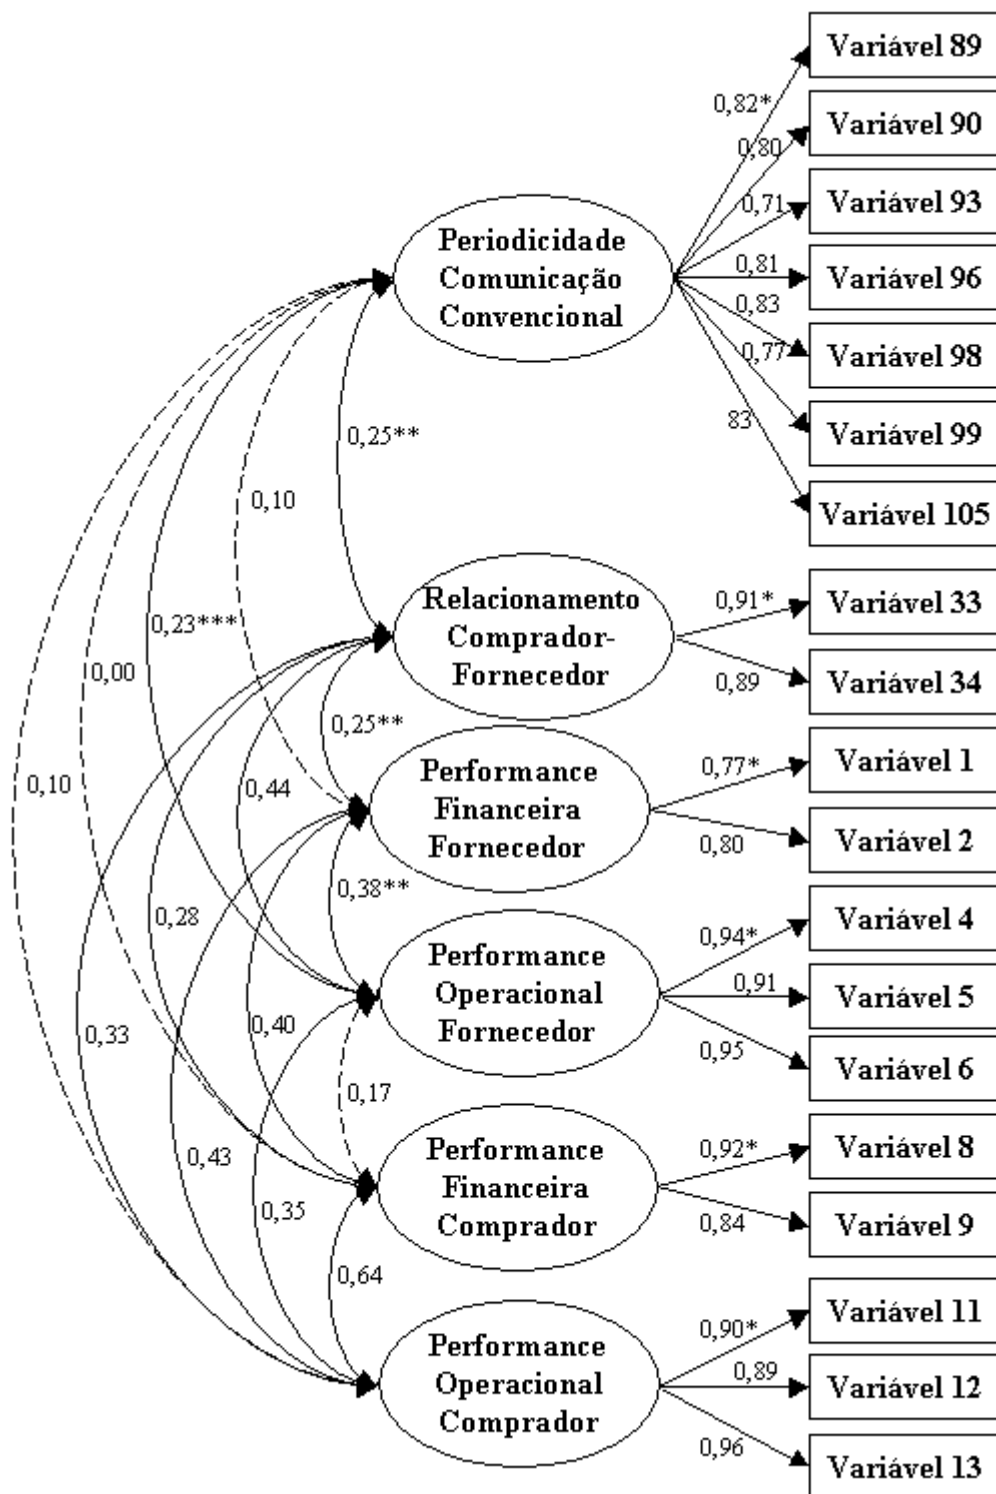 Variável 89
0,82*
Variável 90
0,80
Variável 93
0,71
Periodicidade
Comunicação
Convencional
Variável 96
0,81
0,83
Variável 98
0,77
Variável 99
83
0,25**
0,10
Variável 105
Relacionamento
Comprador-
Fornecedor
0,91*
Variável 33
0,89
Variável 34
0,23***
0,00
0,25**
Performance
Financeira
Fornecedor
0,77*
Variável 1
0,80
Variável 2
0,10
0,44
0,38**
0,28
Performance
Operacional
Fornecedor
0,94*
Variável 4
0,91
Variável 5
0,95
Variável 6
0,33
0,40
0,17
Performance
Financeira
Comprador
0,92*
Variável 8
0,84
Variável 9
0,43
0,35
0,64
Performance
Operacional
Comprador
0,90*
Variável 11
0,89
Variável 12
0,96
Variável 13